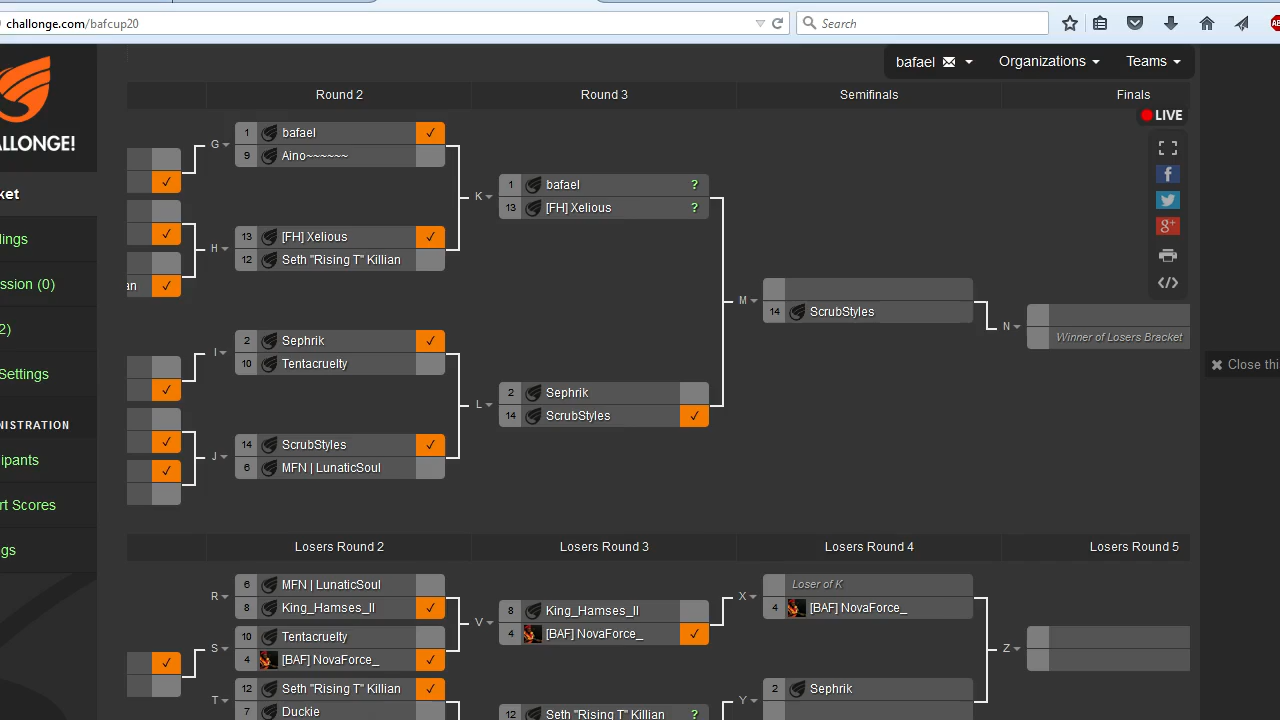 challonge.com/bafcup20
Search
bafael
Organizations
Teams
ALLONGE!
Round 2
Round 3
Semifinals
Finals
LIVE
G
1 bafael ✓
9 Aino~~~~~~
✓
K
1 bafael ?
13 [FH] Xelious ?
ket
✓
H
13 [FH] Xelious ✓
12 Seth "Rising T" Killian
lings
ssion (0)
an ✓
M
14 ScrubStyles
N
Winner of Losers Bracket
2)
I
2 Sephrik ✓
10 Tentacruelty
Close thi
Settings
✓
L
2 Sephrik
14 ScrubStyles ✓
NISTRATION
✓
J
14 ScrubStyles ✓
6 MFN | LunaticSoul
ipants
✓
rt Scores
gs
Losers Round 2
Losers Round 3
Losers Round 4
Losers Round 5
R
6 MFN | LunaticSoul
8 King_Hamses_II ✓
X
Loser of K
4 [BAF] NovaForce_
V
8 King_Hamses_II
4 [BAF] NovaForce_ ✓
S
10 Tentacruelty
4 [BAF] NovaForce_ ✓
✓
Z
T
12 Seth "Rising T" Killian ✓
7 Duckie
Y
2 Sephrik
12 Seth "Rising T" Killian ?